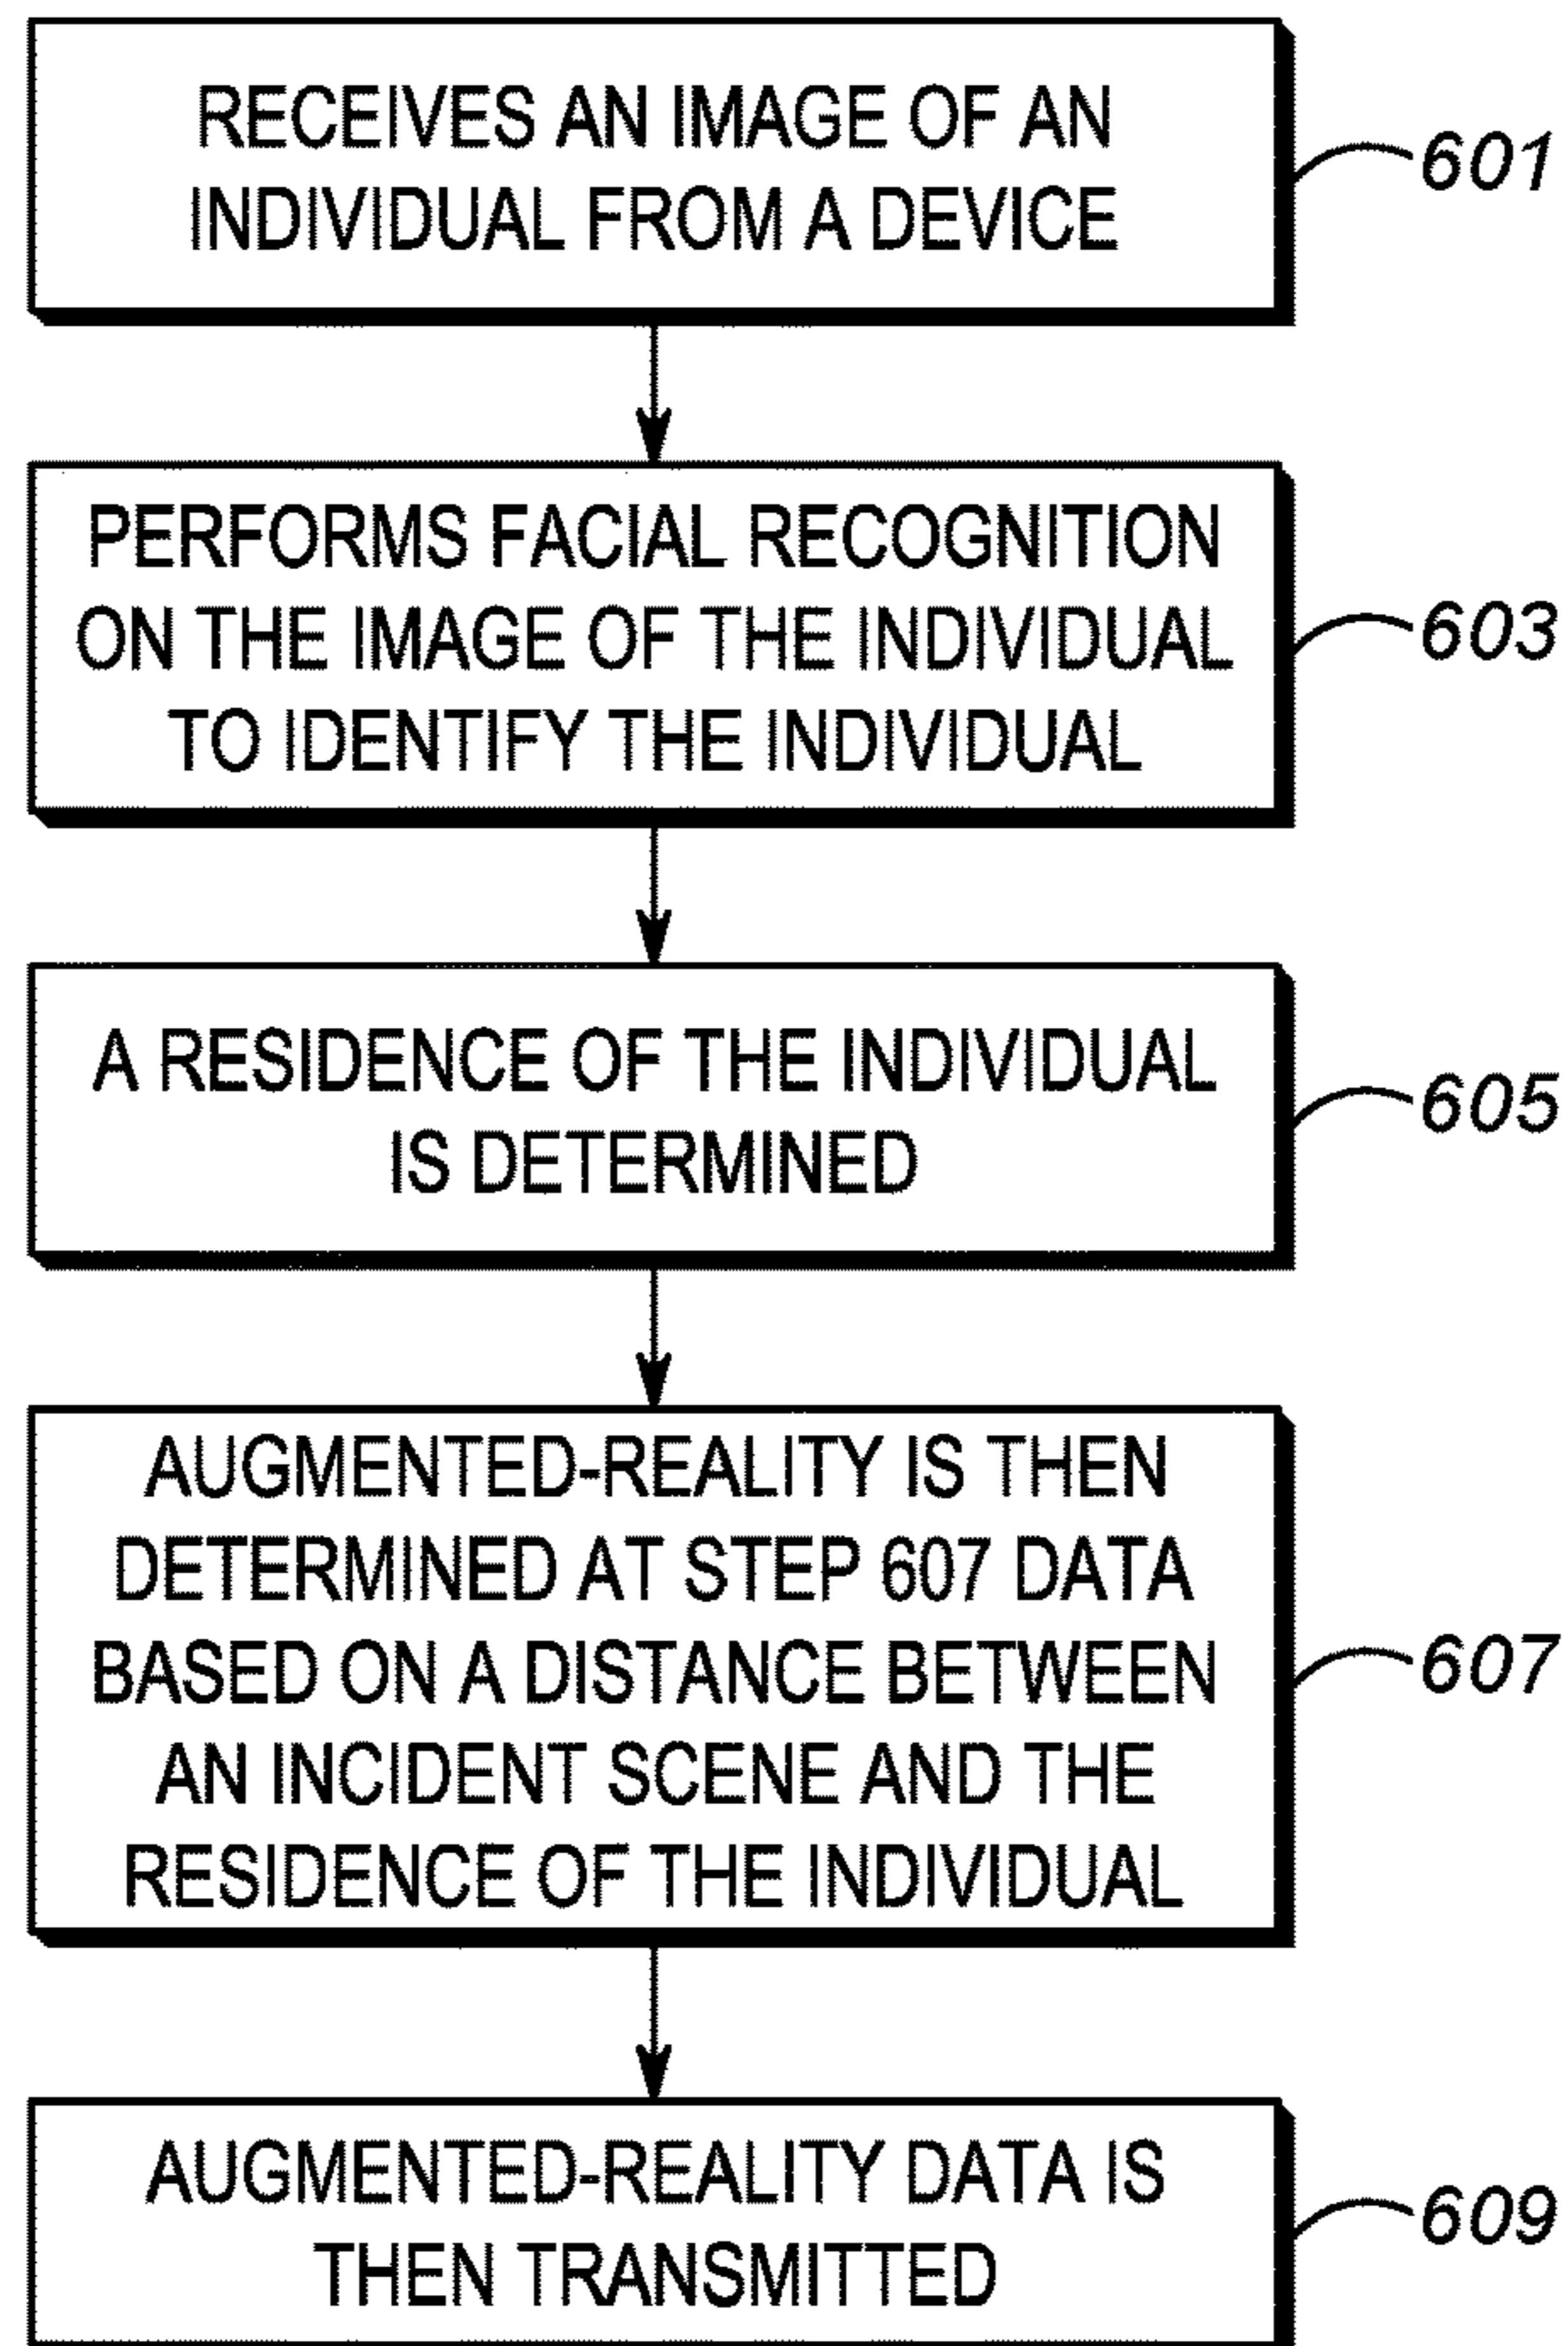 RECEIVES AN IMAGE OF AN
INDIVIDUAL FROM A DEVICE
601
PERFORMS FACIAL RECOGNITION
ON THE IMAGE OF THE INDIVIDUAL
TO IDENTIFY THE INDIVIDUAL
603
A RESIDENCE OF THE INDIVIDUAL
IS DETERMINED
605
AUGMENTED-REALITY IS THEN
DETERMINED AT STEP 607 DATA
BASED ON A DISTANCE BETWEEN
AN INCIDENT SCENE AND THE
RESIDENCE OF THE INDIVIDUAL
607
AUGMENTED-REALITY DATA IS
THEN TRANSMITTED
609